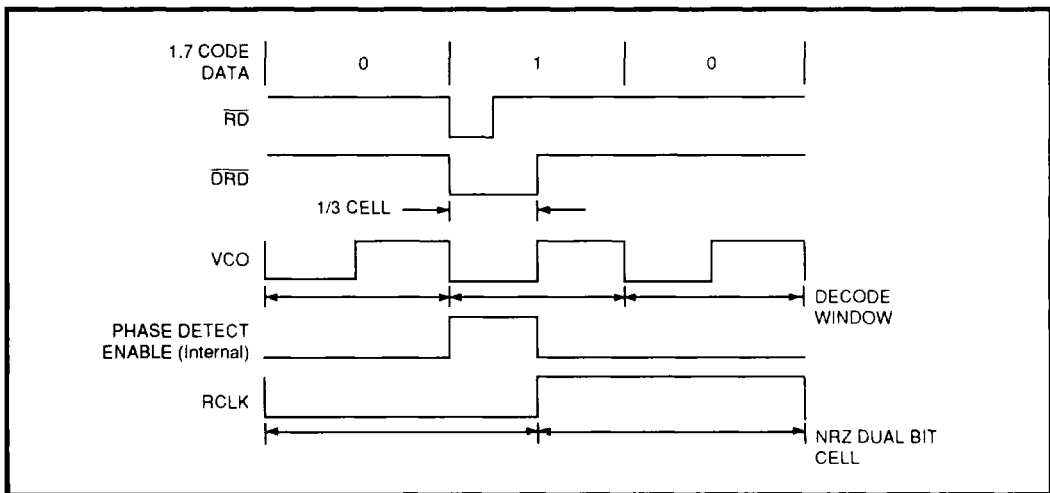 1.7 CODE
DATA
0 1 0
RD
DRD
1/3 CELL
VCO
DECODE
WINDOW
PHASE DETECT
ENABLE (Internal)
RCLK
NRZ DUAL BIT
CELL